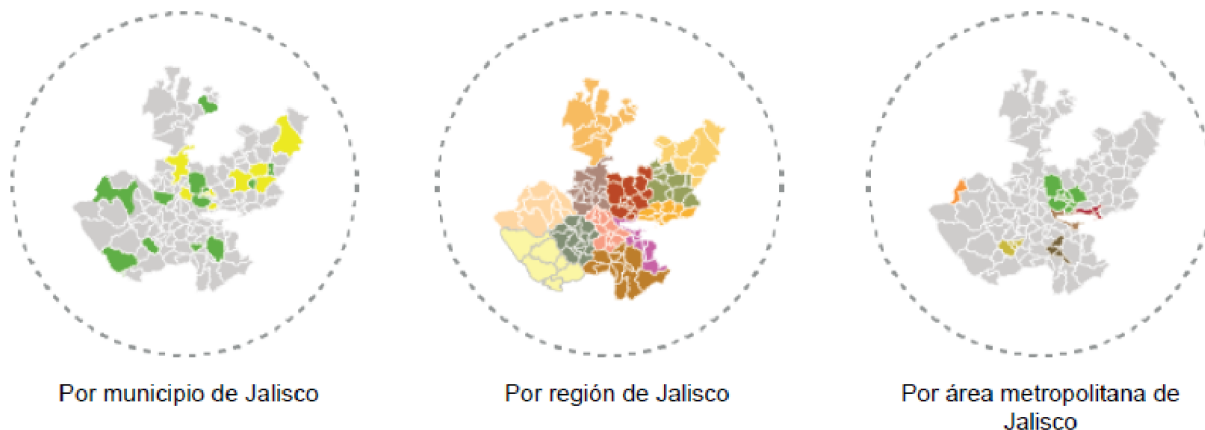 Por municipio de Jalisco
Por región de Jalisco
Por área metropolitana de
Jalisco